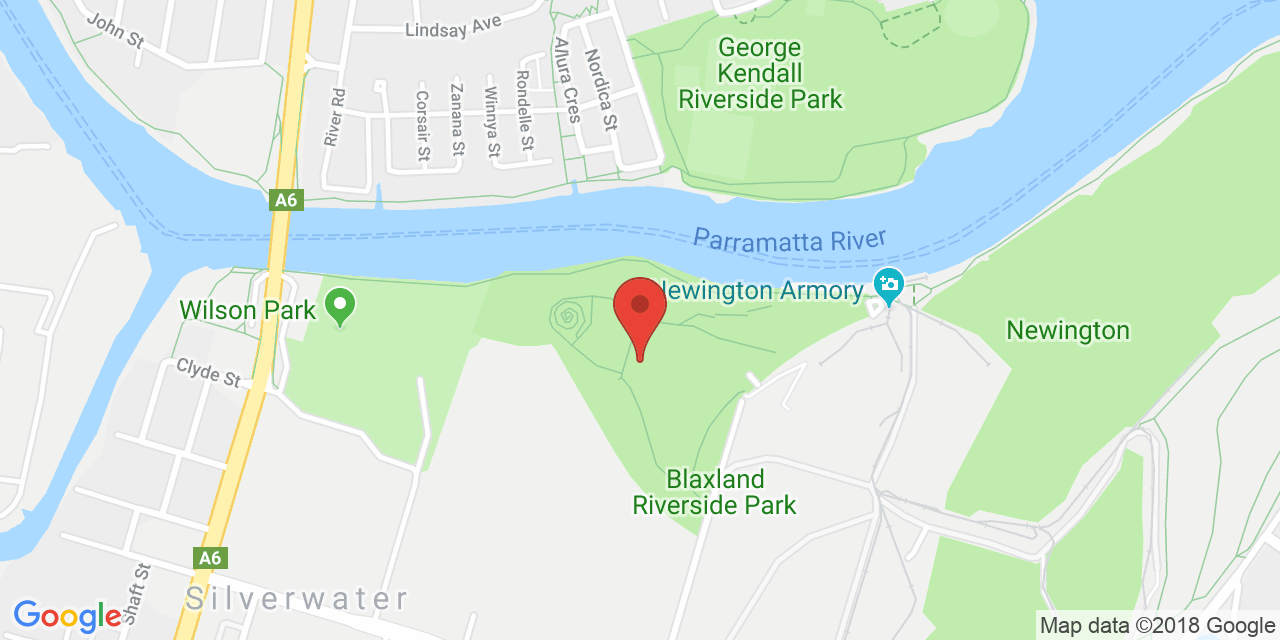 John St
Lindsay Ave
River Rd
Corsair St
Zanana St
Winnya St
Rondelle St
Allura Cres
Nordica St
George
Kendall
Riverside Park
A6
Parramatta River
Wilson Park
Newington Armory
Newington
Clyde St
Blaxland
Riverside Park
A6
Silverwater
Shaft St
Google
Map data ©2018 Google